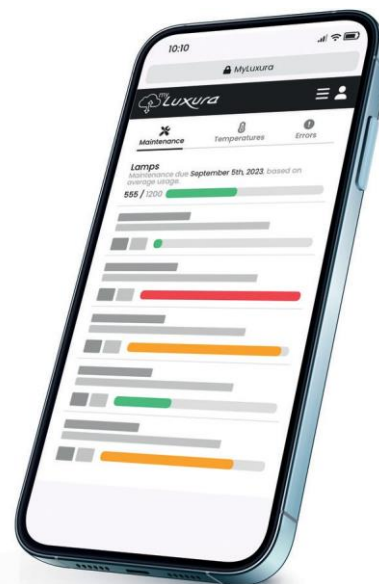 10:10
MyLuxura
my
Luxura
Maintenance
Temperatures
Errors
Lamps
Maintenance due September 5th, 2023, based on
average usage.
555 / 1200